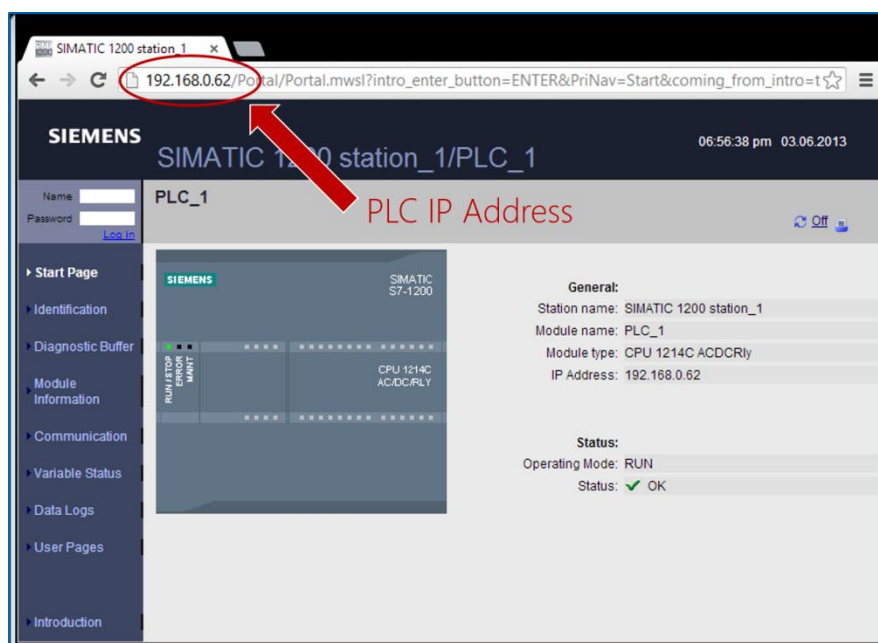 SIMATIC 1200 station_1 ×
192.168.0.62/Portal/Portal.mwsl?intro_enter_button=ENTER&PriNav=Start&coming_from_intro=t
SIEMENS
SIMATIC 1200 station_1/PLC_1
06:56:38 pm 03.06.2013
Name
Password
Log in
PLC_1
PLC IP Address
Off
Start Page
Identification
Diagnostic Buffer
Module
Information
Communication
Variable Status
Data Logs
User Pages
Introduction
SIEMENS
SIMATIC
S7-1200
RUN / STOP
ERROR
MAINT
CPU 1214C
AC/DC/RLY
General:
Station name: SIMATIC 1200 station_1
Module name: PLC_1
Module type: CPU 1214C ACDCRly
IP Address: 192.168.0.62
Status:
Operating Mode: RUN
Status: ✔ OK